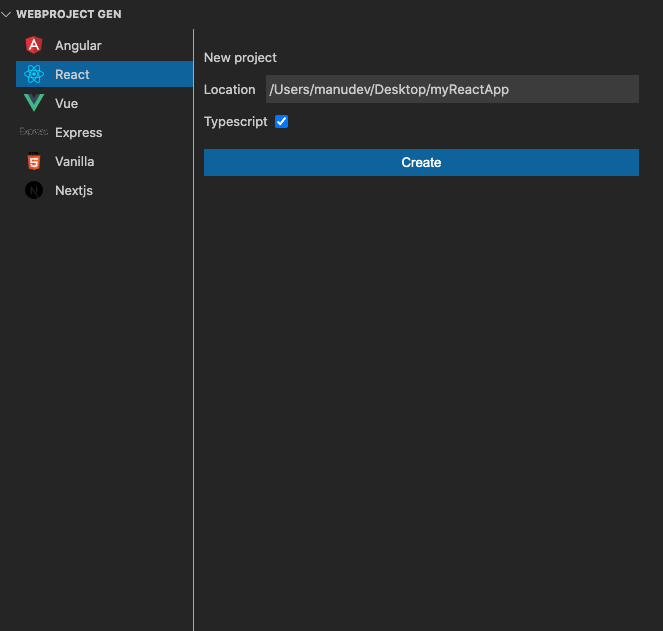 WEBPROJECT GEN
Angular
React
Vue
Express Express
Vanilla
Nextjs
New project
Location /Users/manudev/Desktop/myReactApp
Typescript
Create